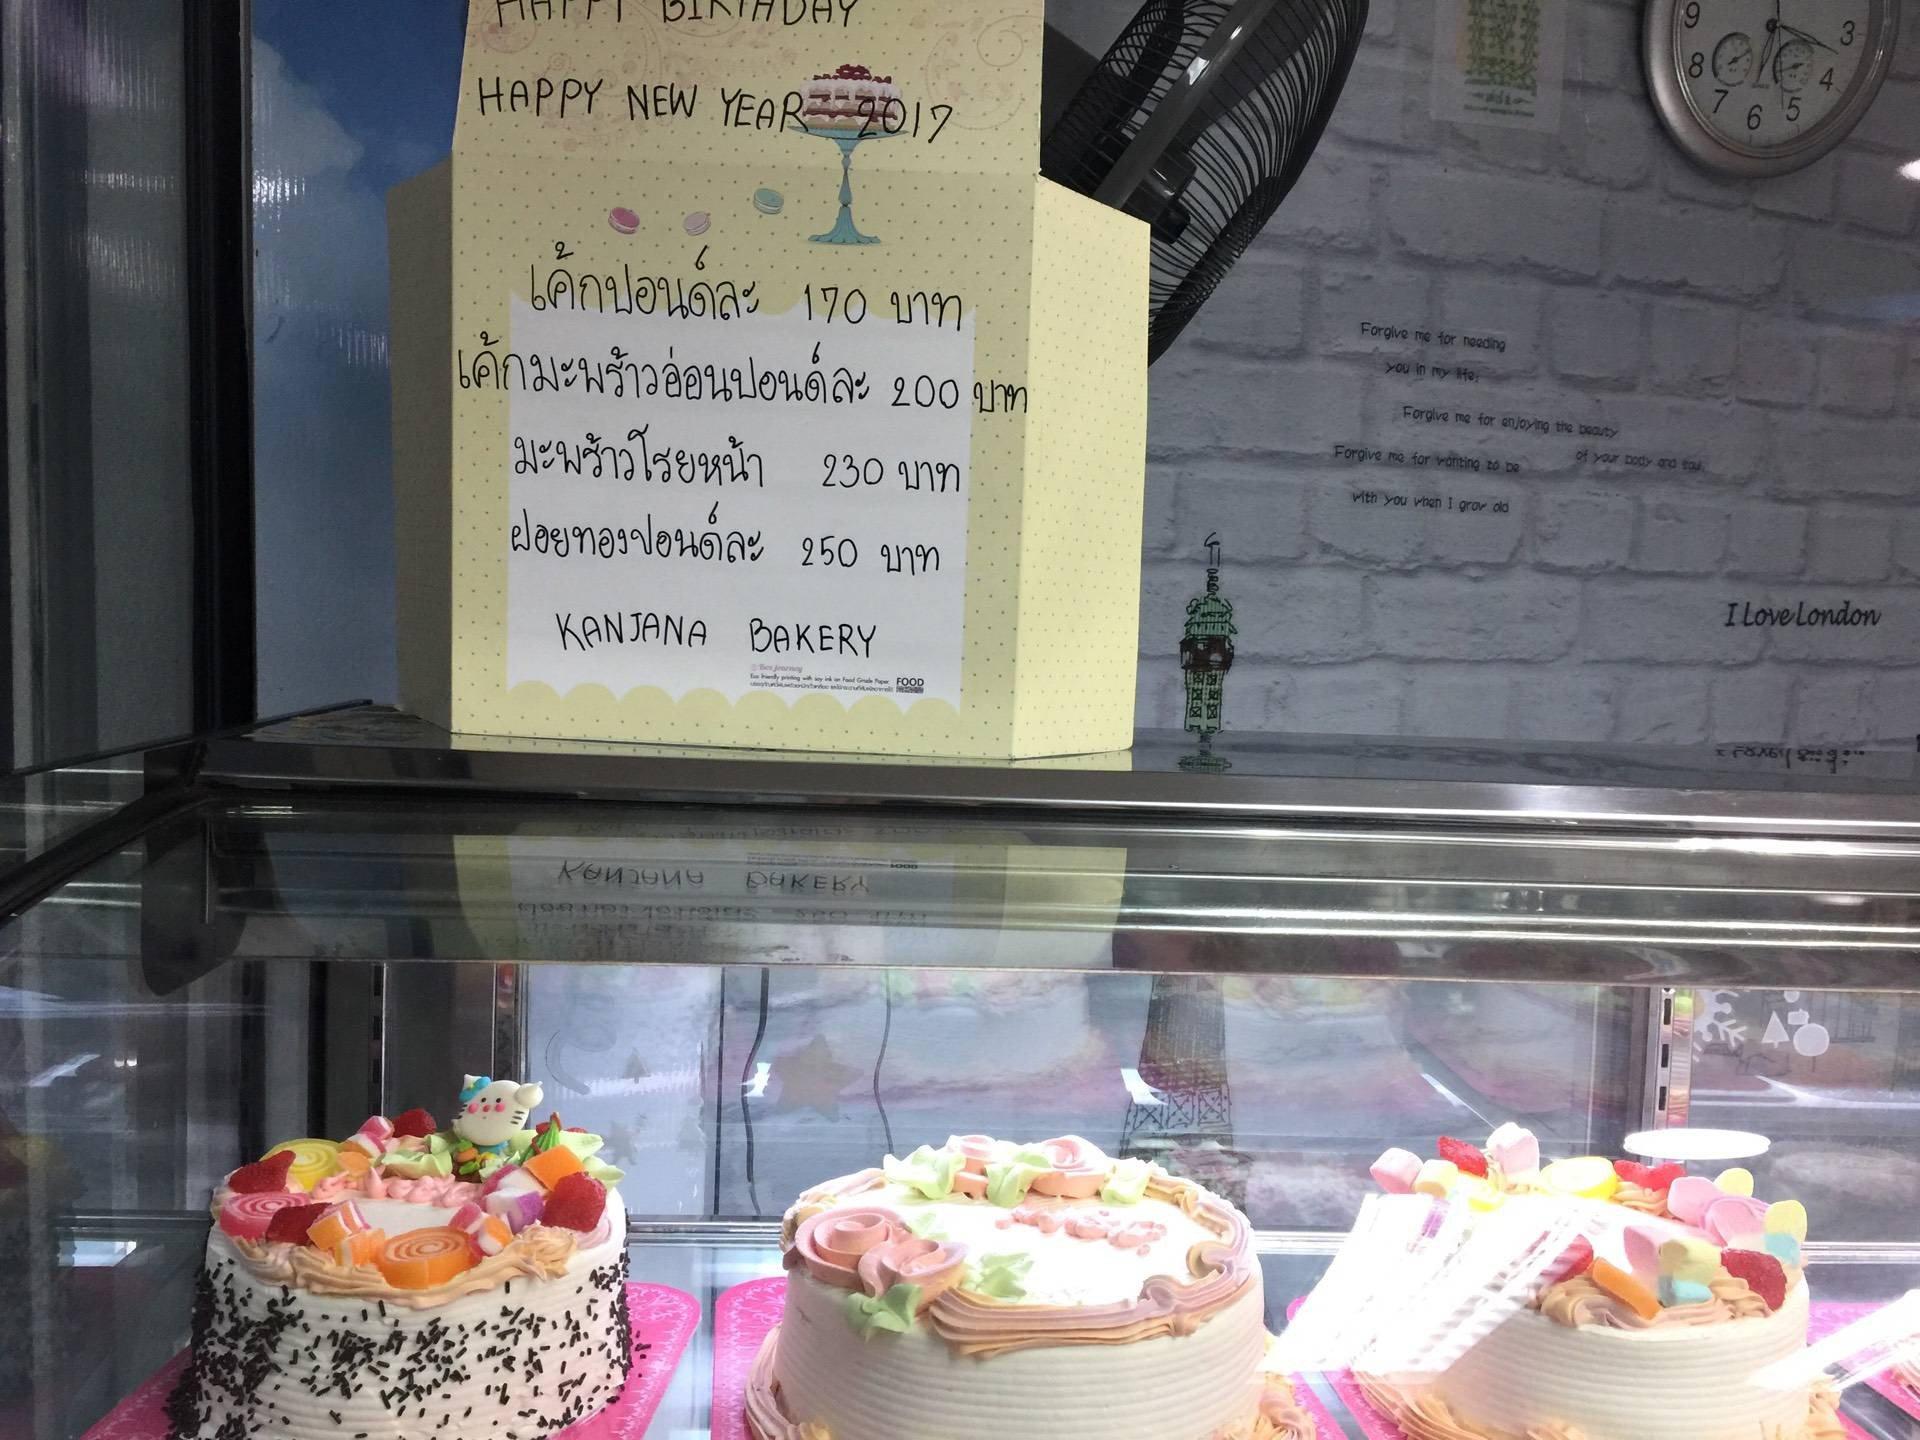 HAPPY BIRTHDAY
HAPPY NEW YEAR 2017
เค้กปอนด์ละ 170 บาท
เค้กมะพร้าวอ่อนปอนด์ละ 200 บาท
มะพร้าวโรยหน้า 230 บาท
ฝอยทองปอนด์ละ 250 บาท
KANJANA BAKERY
Box journey
Eco friendly printing with soy ink on Food Grade Paper.
FOOD
9 3
8 4
7 6 5
Forgive me for needing
you in my life;
Forgive me for enjoying the beauty
of your body and soul;
Forgive me for wanting to be
with you when I grow old
I Love London